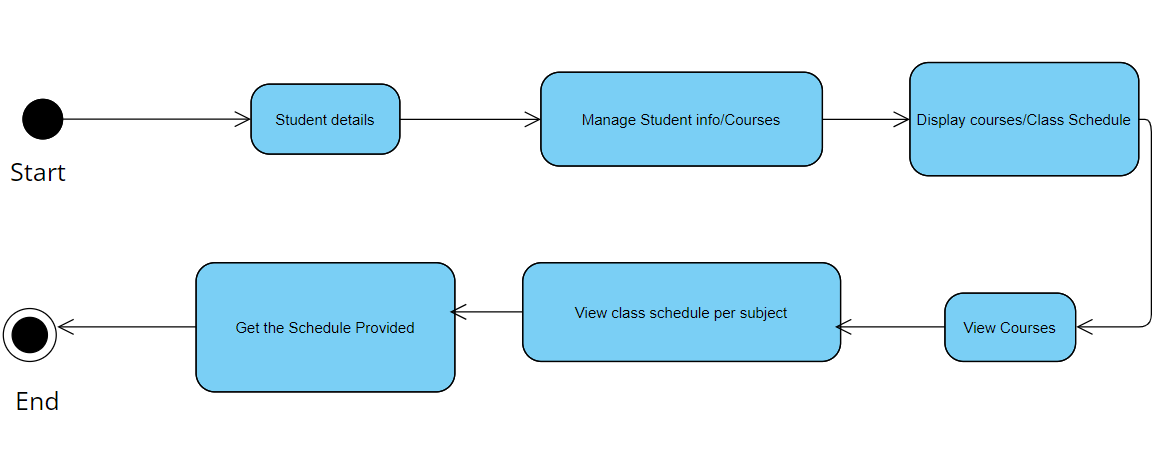 Student details
Manage Student info/Courses
Display courses/Class Schedule
Start
View Courses
View class schedule per subject
Get the Schedule Provided
End